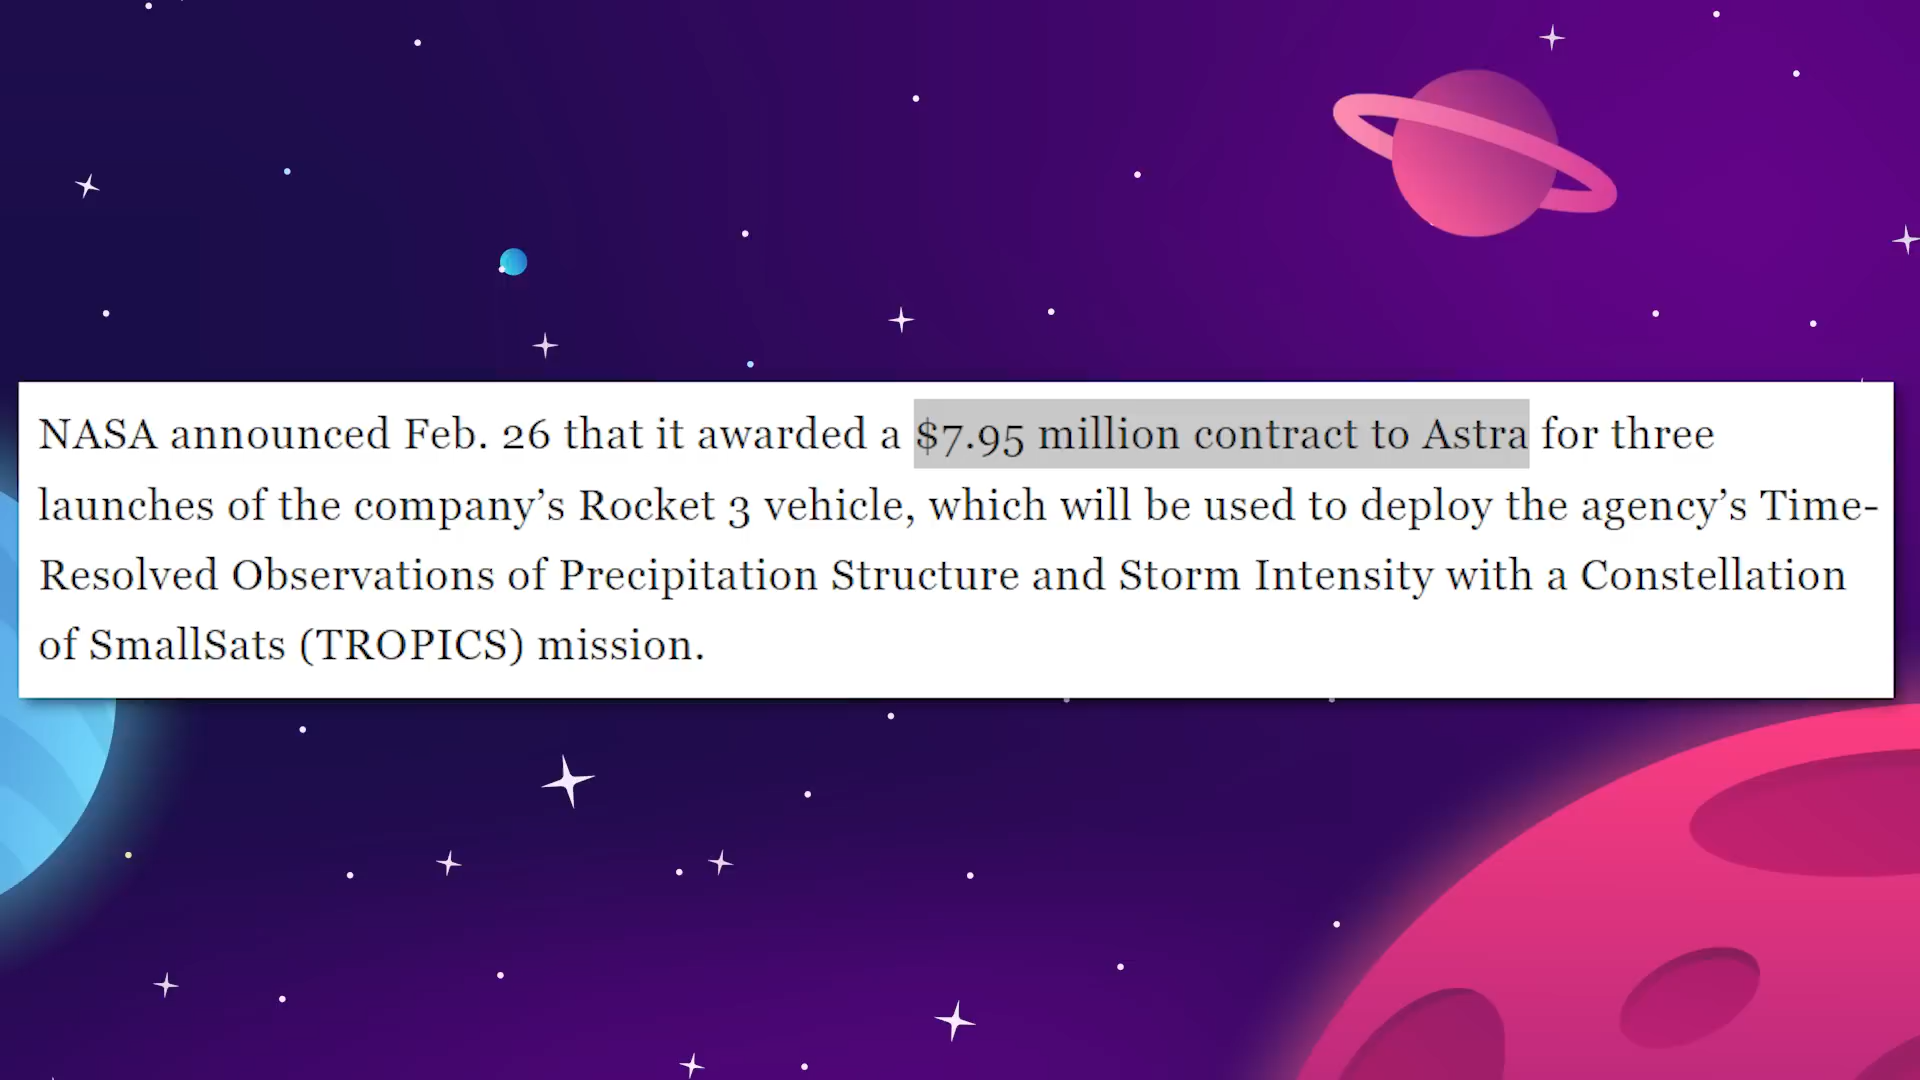 NASA announced Feb. 26 that it awarded a $7.95 million contract to Astra for three
launches of the company’s Rocket 3 vehicle, which will be used to deploy the agency’s Time-
Resolved Observations of Precipitation Structure and Storm Intensity with a Constellation
of SmallSats (TROPICS) mission.